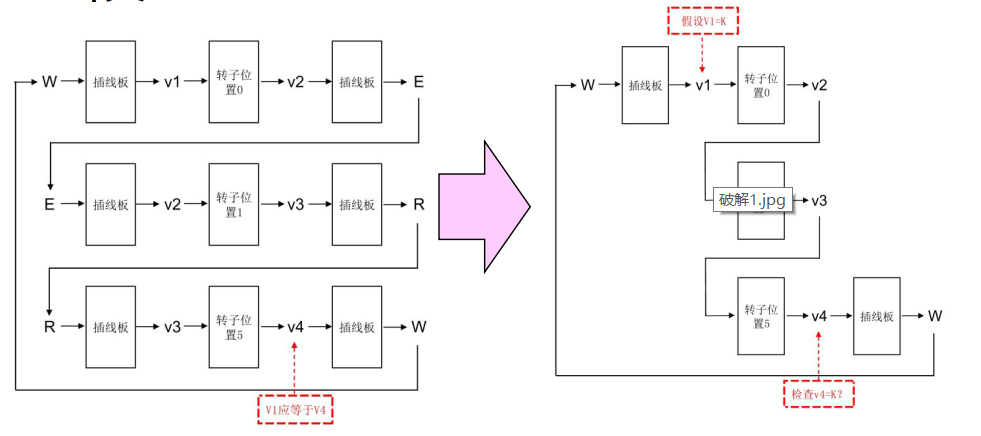 假设V1=K
W 插线板 v1 转子位置0 v2 插线板 E
E 插线板 v2 转子位置1 v3 插线板 R
R 插线板 v3 转子位置5 v4 插线板 W
V1应等于V4
W 插线板 v1 转子位置0 v2
破解1.jpg v3
转子位置5 v4 插线板 W
检查v4=K?